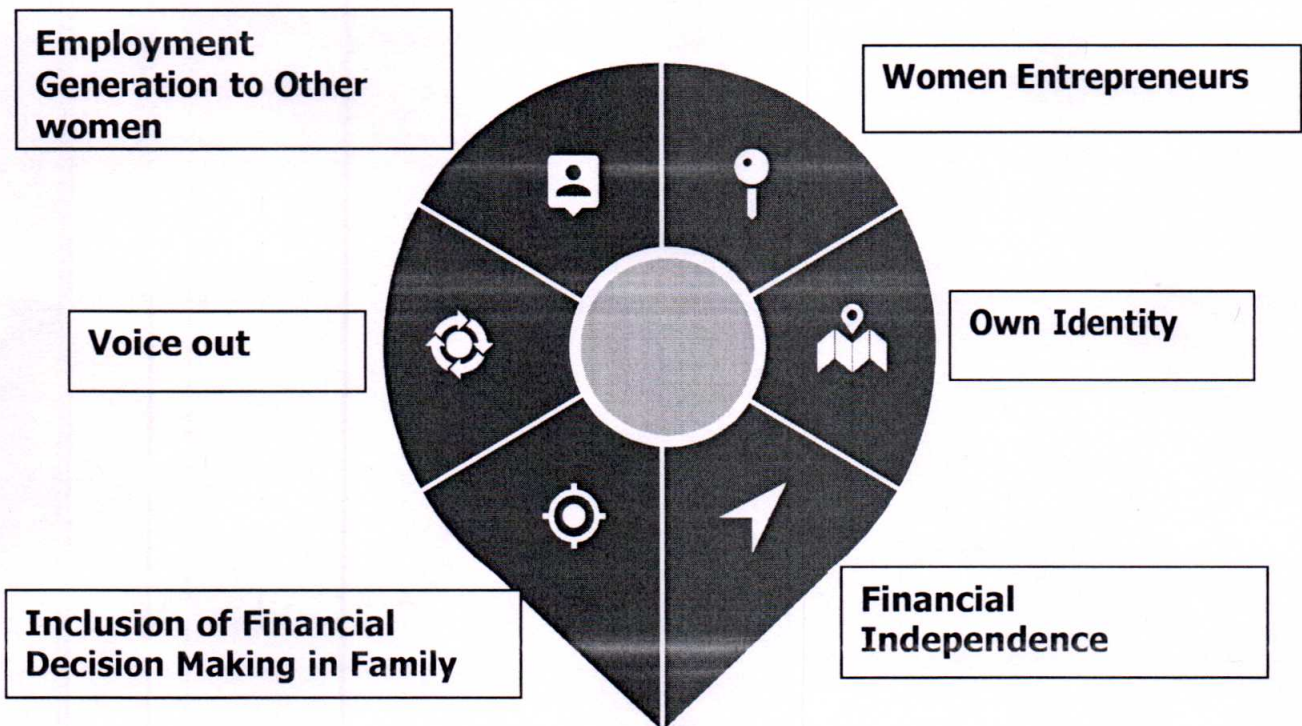 Employment
Generation to Other
women
Women Entrepreneurs
Voice out
Own Identity
Inclusion of Financial
Decision Making in Family
Financial
Independence